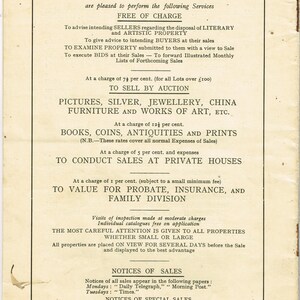 are pleased to perform the following Services
FREE OF CHARGE
To advise intending SELLERS regarding the disposal of LITERARY
and ARTISTIC PROPERTY
To give advice to intending BUYERS at their sales
TO EXAMINE PROPERTY submitted to them with a view to Sale
To execute BIDS at their Sales — To forward Illustrated Monthly
Lists of Forthcoming Sales
At a charge of 7½ per cent. (for all Lots over £100)
TO SELL BY AUCTION
PICTURES, SILVER, JEWELLERY, CHINA
FURNITURE AND WORKS OF ART, ETC.
At a charge of 12½ per cent.
BOOKS, COINS, ANTIQUITIES AND PRINTS
(N.B.—These rates cover all normal Expenses of Sales)
At a charge of 5 per cent. and expenses
TO CONDUCT SALES AT PRIVATE HOUSES
At a charge of 1 per cent. (subject to a small minimum fee)
TO VALUE FOR PROBATE, INSURANCE, AND
FAMILY DIVISION
Visits of inspection made at moderate charges
Individual catalogues free on application
THE MOST CAREFUL ATTENTION IS GIVEN TO ALL PROPERTIES
WHETHER SMALL OR LARGE
All properties are placed ON VIEW FOR SEVERAL DAYS before the Sale
and displayed to the best advantage
NOTICES OF SALES
Notices of all sales appear in the following papers:
Mondays: "Daily Telegraph," "Morning Post."
Tuesdays: "Times."
NOTICES OF SPECIAL SALES